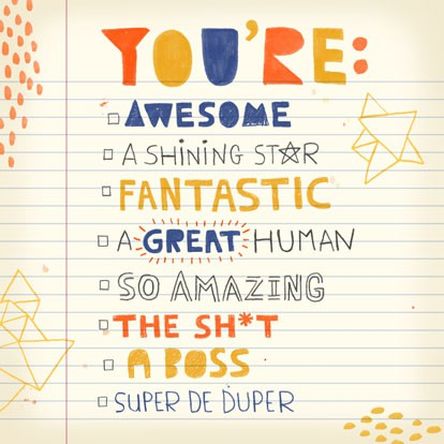 YOU'RE:
AWESOME
A SHINING STAR
FANTASTIC
A GREAT HUMAN
SO AMAZING
THE SH*T
A BOSS
SUPER DE DUPER